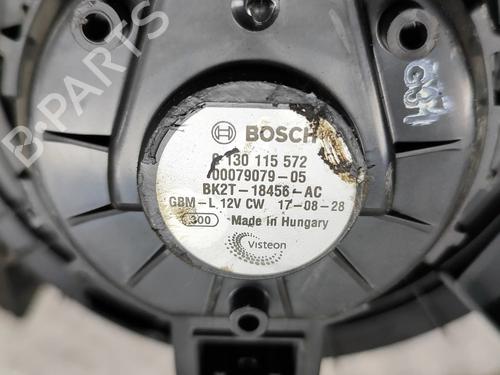 B-PARTS
BOSCH
130 115 572
00079079-05
BK2T-18456-AC
GBM-L 12V CW 17-08-28
300 Made in Hungary
Visteon